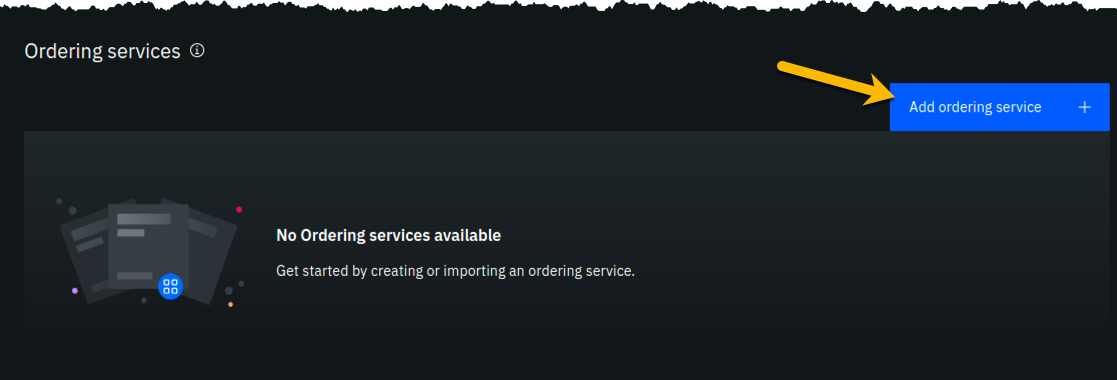 Ordering services
Add ordering service
No Ordering services available
Get started by creating or importing an ordering service.